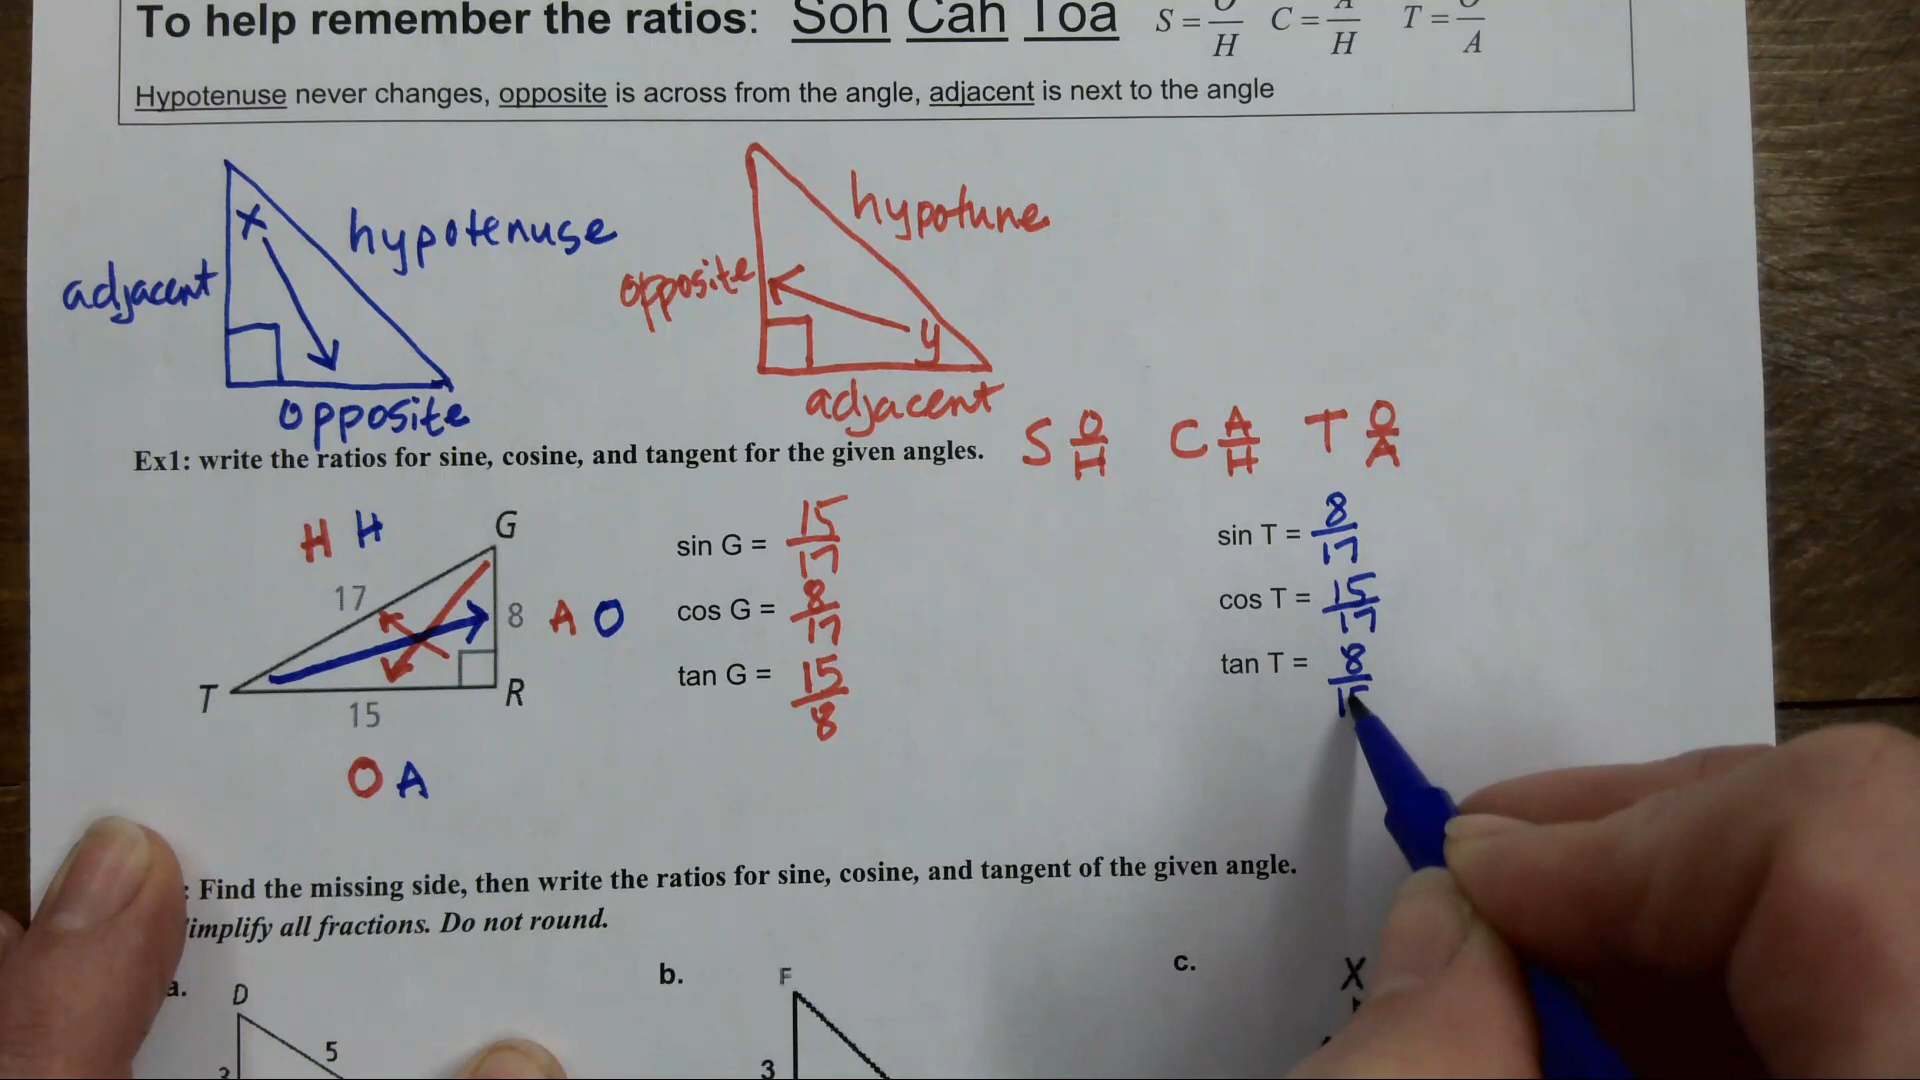 To help remember the ratios: Soh Cah Toa S = O/H C = A/H T = O/A
Hypotenuse never changes, opposite is across from the angle, adjacent is next to the angle
x
adjacent
hypotenuse
opposite
hypotune
opposite
y
adjacent
S O/H C A/H T O/A
Ex1: write the ratios for sine, cosine, and tangent for the given angles.
H H
G
17
8 A O
T
15
R
O A
sin G = 15/17
cos G = 8/17
tan G = 15/8
sin T = 8/17
cos T = 15/17
tan T = 8/15
: Find the missing side, then write the ratios for sine, cosine, and tangent of the given angle.
implify all fractions. Do not round.
a. D
5
3
b. F
3
c. X